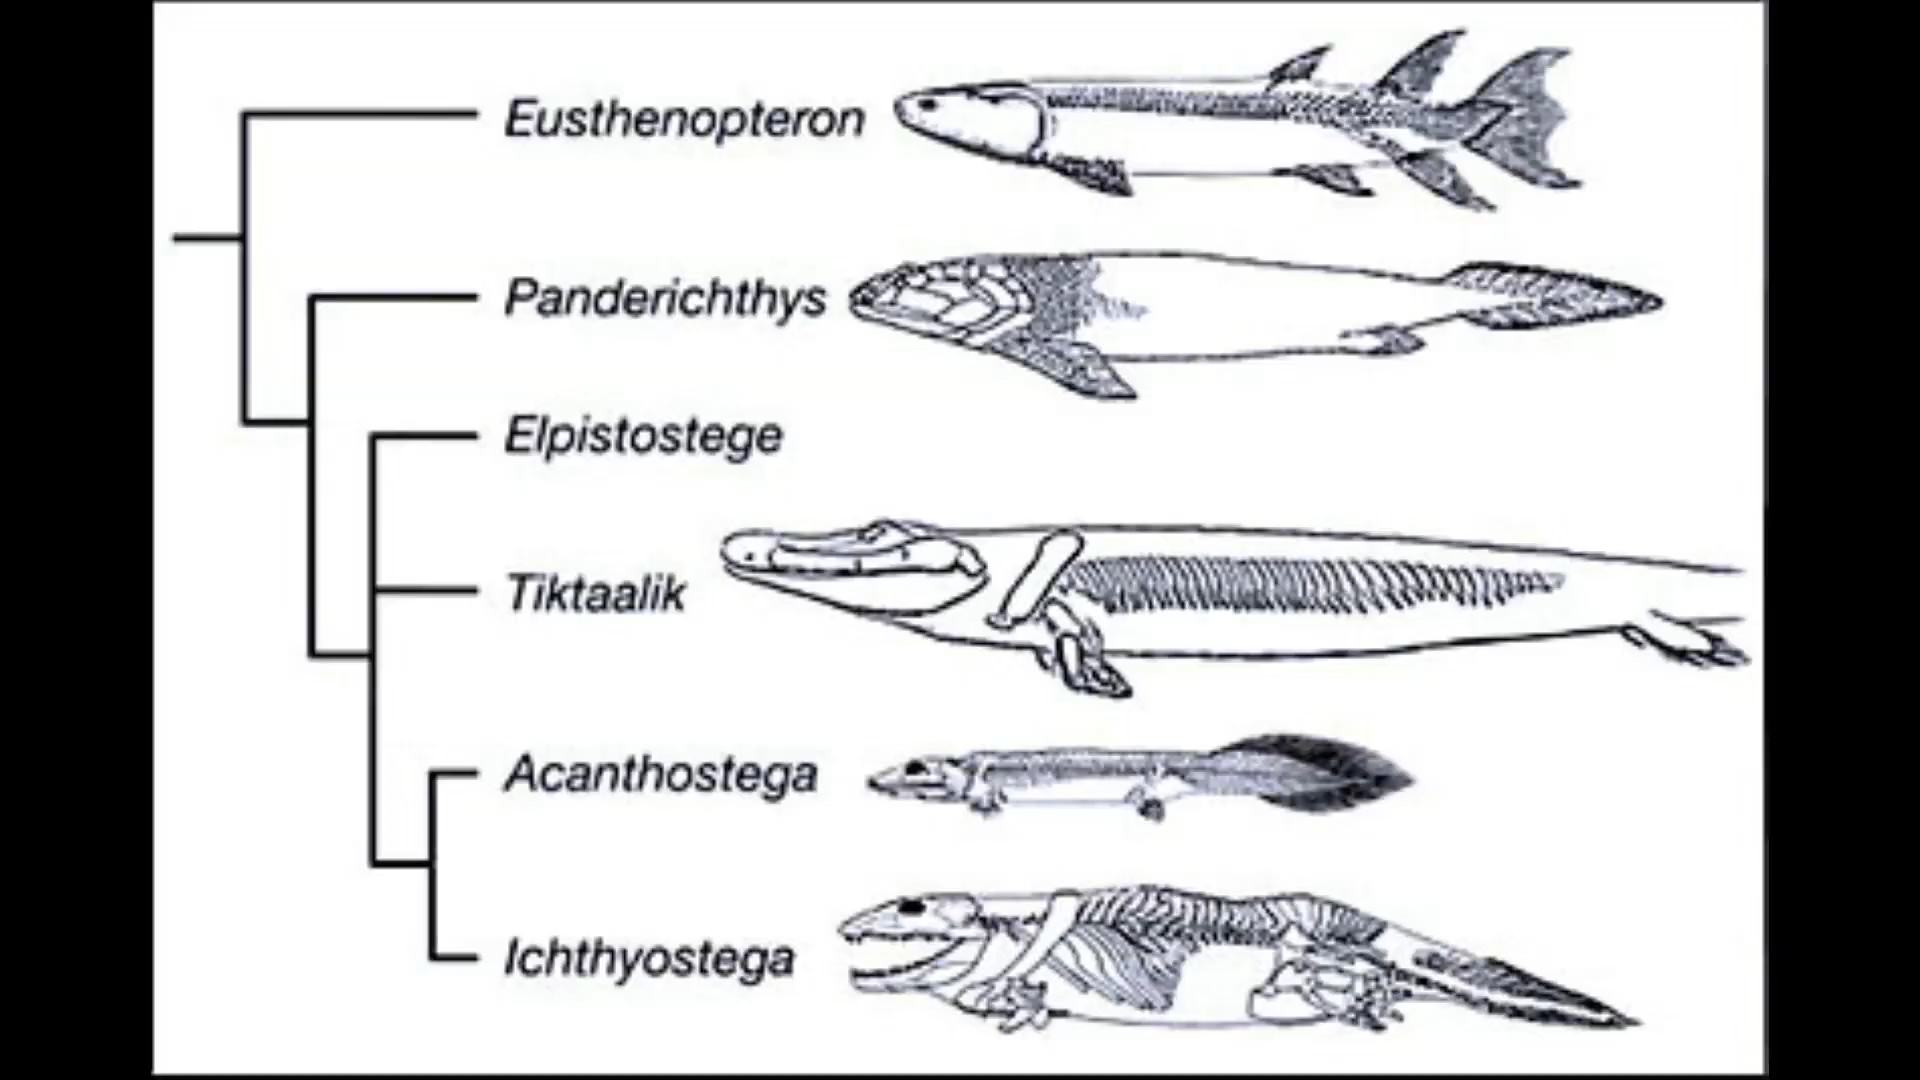 Eusthenopteron
Panderichthys
Elpistostege
Tiktaalik
Acanthostega
Ichthyostega